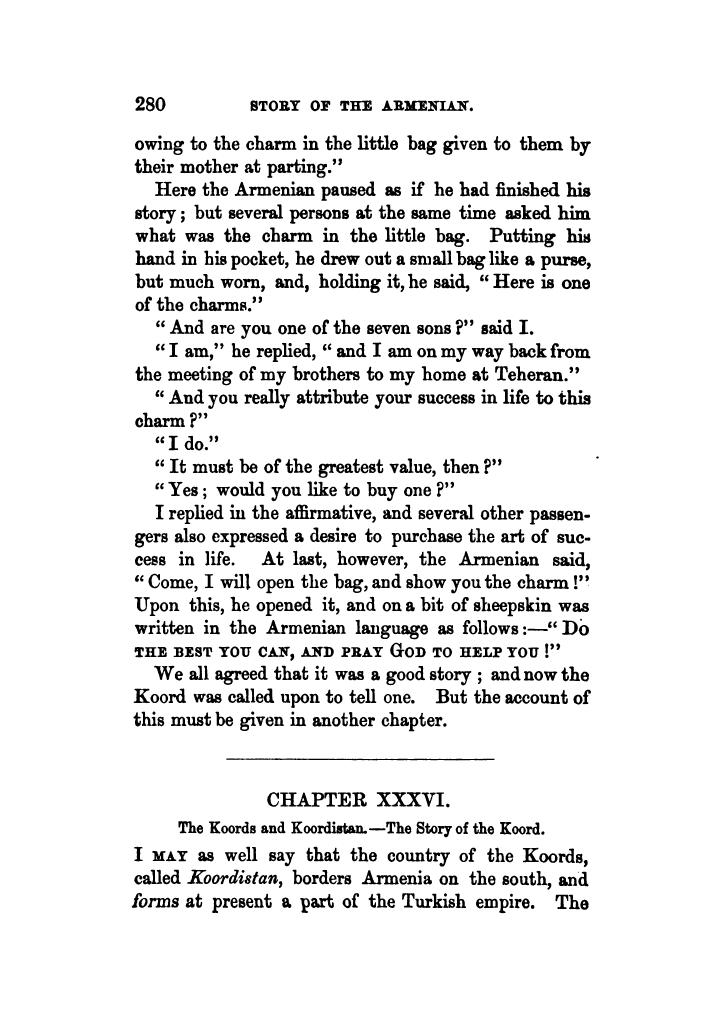 280 STORY OF THE ARMENIAN.
owing to the charm in the little bag given to them by
their mother at parting.”
Here the Armenian paused as if he had finished his
story; but several persons at the same time asked him
what was the charm in the little bag. Putting his
hand in his pocket, he drew out a small bag like a purse,
but much worn, and, holding it, he said, “Here is one
of the charms.”
“And are you one of the seven sons?” said I.
“I am,” he replied, “and I am on my way back from
the meeting of my brothers to my home at Teheran.”
“And you really attribute your success in life to this
charm?”
“I do.”
“It must be of the greatest value, then?”
“Yes; would you like to buy one?”
I replied in the affirmative, and several other passen-
gers also expressed a desire to purchase the art of suc-
cess in life. At last, however, the Armenian said,
“Come, I will open the bag, and show you the charm!”
Upon this, he opened it, and on a bit of sheepskin was
written in the Armenian language as follows:—“DO
THE BEST YOU CAN, AND PRAY GOD TO HELP YOU!”
We all agreed that it was a good story; and now the
Koord was called upon to tell one. But the account of
this must be given in another chapter.
CHAPTER XXXVI.
The Koords and Koordistan.—The Story of the Koord.
I MAY as well say that the country of the Koords,
called Koordistan, borders Armenia on the south, and
forms at present a part of the Turkish empire. The